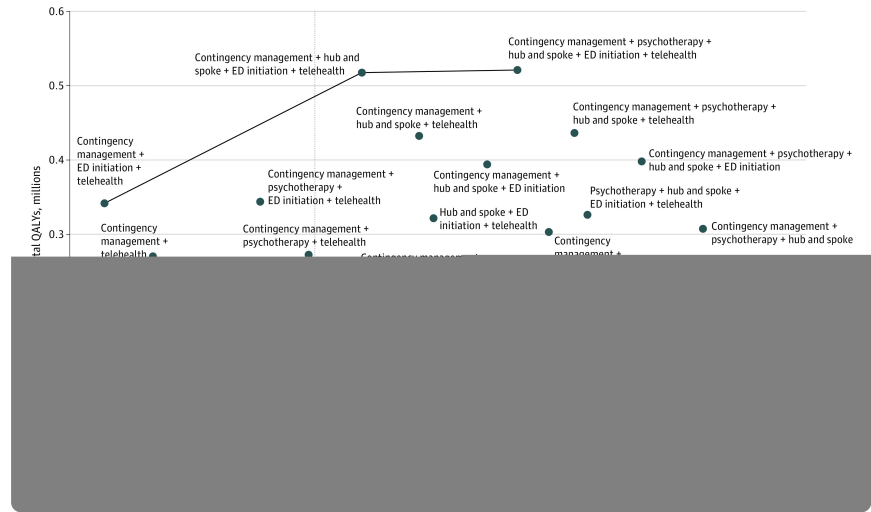 0.6
Contingency management + psychotherapy +
hub and spoke + ED initiation + telehealth
Contingency management + hub and
spoke + ED initiation + telehealth
0.5
Contingency management +
hub and spoke + telehealth
Contingency management + psychotherapy +
hub and spoke + telehealth
Contingency
management +
ED initiation +
telehealth
0.4
Contingency management + psychotherapy +
hub and spoke + ED initiation
Contingency management +
psychotherapy +
ED initiation + telehealth
Contingency management +
hub and spoke + ED initiation
Psychotherapy + hub and spoke +
ED initiation + telehealth
Hub and spoke + ED
initiation + telehealth
Contingency management +
psychotherapy + hub and spoke
Contingency
management +
telehealth
Contingency management +
psychotherapy + telehealth
0.3
Contingency
management +
QALYs, millions